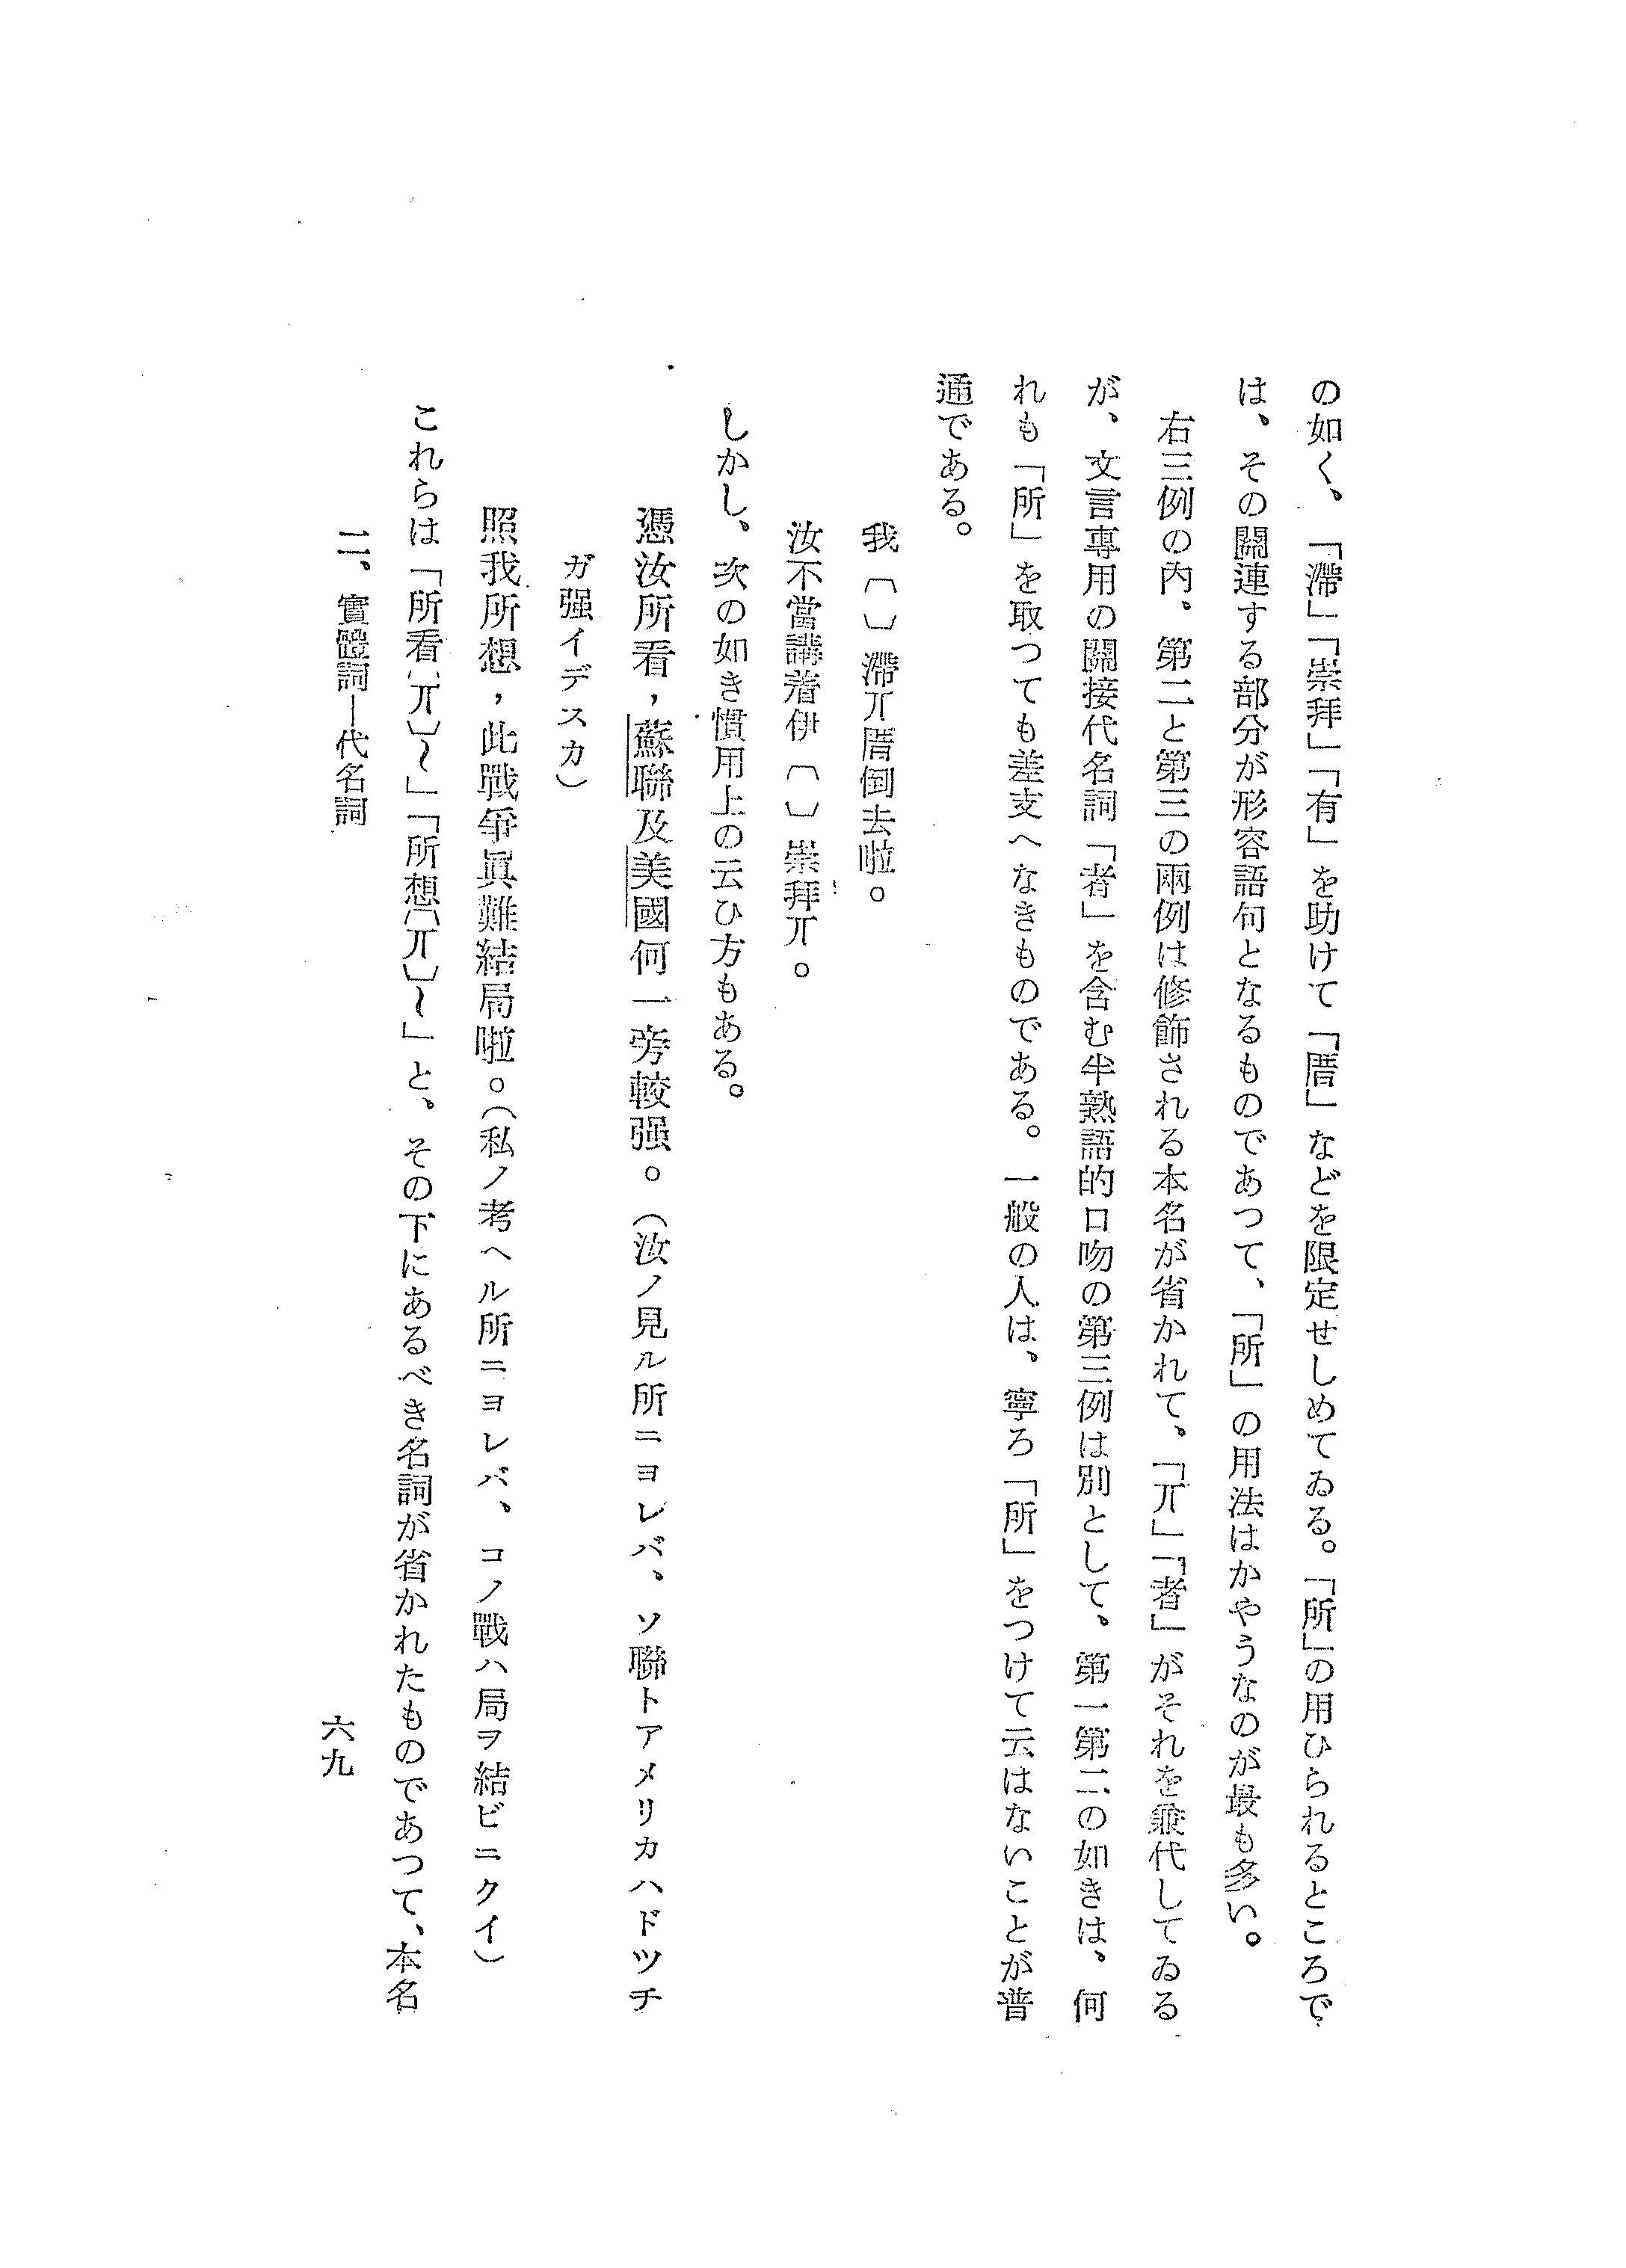 の如く、「滯」「崇拜」「有」を助けて「厝」などを限定せしめてゐる。「所」の用ひられるところで
は、その關連する部分が形容語句となるものであつて、「所」の用法はかやうなのが最も多い。
右三例の内、第二と第三の兩例は修飾される本名が省かれて、「丌」「者」がそれを兼代してゐる
が、文言專用の關接代名詞「者」を含む半熟語的口吻の第三例は別として、第一第二の如きは、何
れも「所」を取つても差支へなきものである。一般の人は、寧ろ「所」をつけて云はないことが普
通である。
我〔〕滯丌厝倒去啦。
汝不當講着伊〔〕崇拜丌。
しかし、次の如き慣用上の云ひ方もある。
憑汝所看，蘇聯及美國何一旁較强。（汝ノ見ル所ニヨレバ、ソ聯トアメリカハドツチ
ガ强イデスカ）
照我所想，此戰爭眞難結局啦。（私ノ考ヘル所ニヨレバ、コノ戰ハ局ヲ結ビニクイ）
これらは「所看〔丌〕～」「所想〔丌〕～」と、その下にあるべき名詞が省かれたものであつて、本名
二、實體詞—代名詞
六九